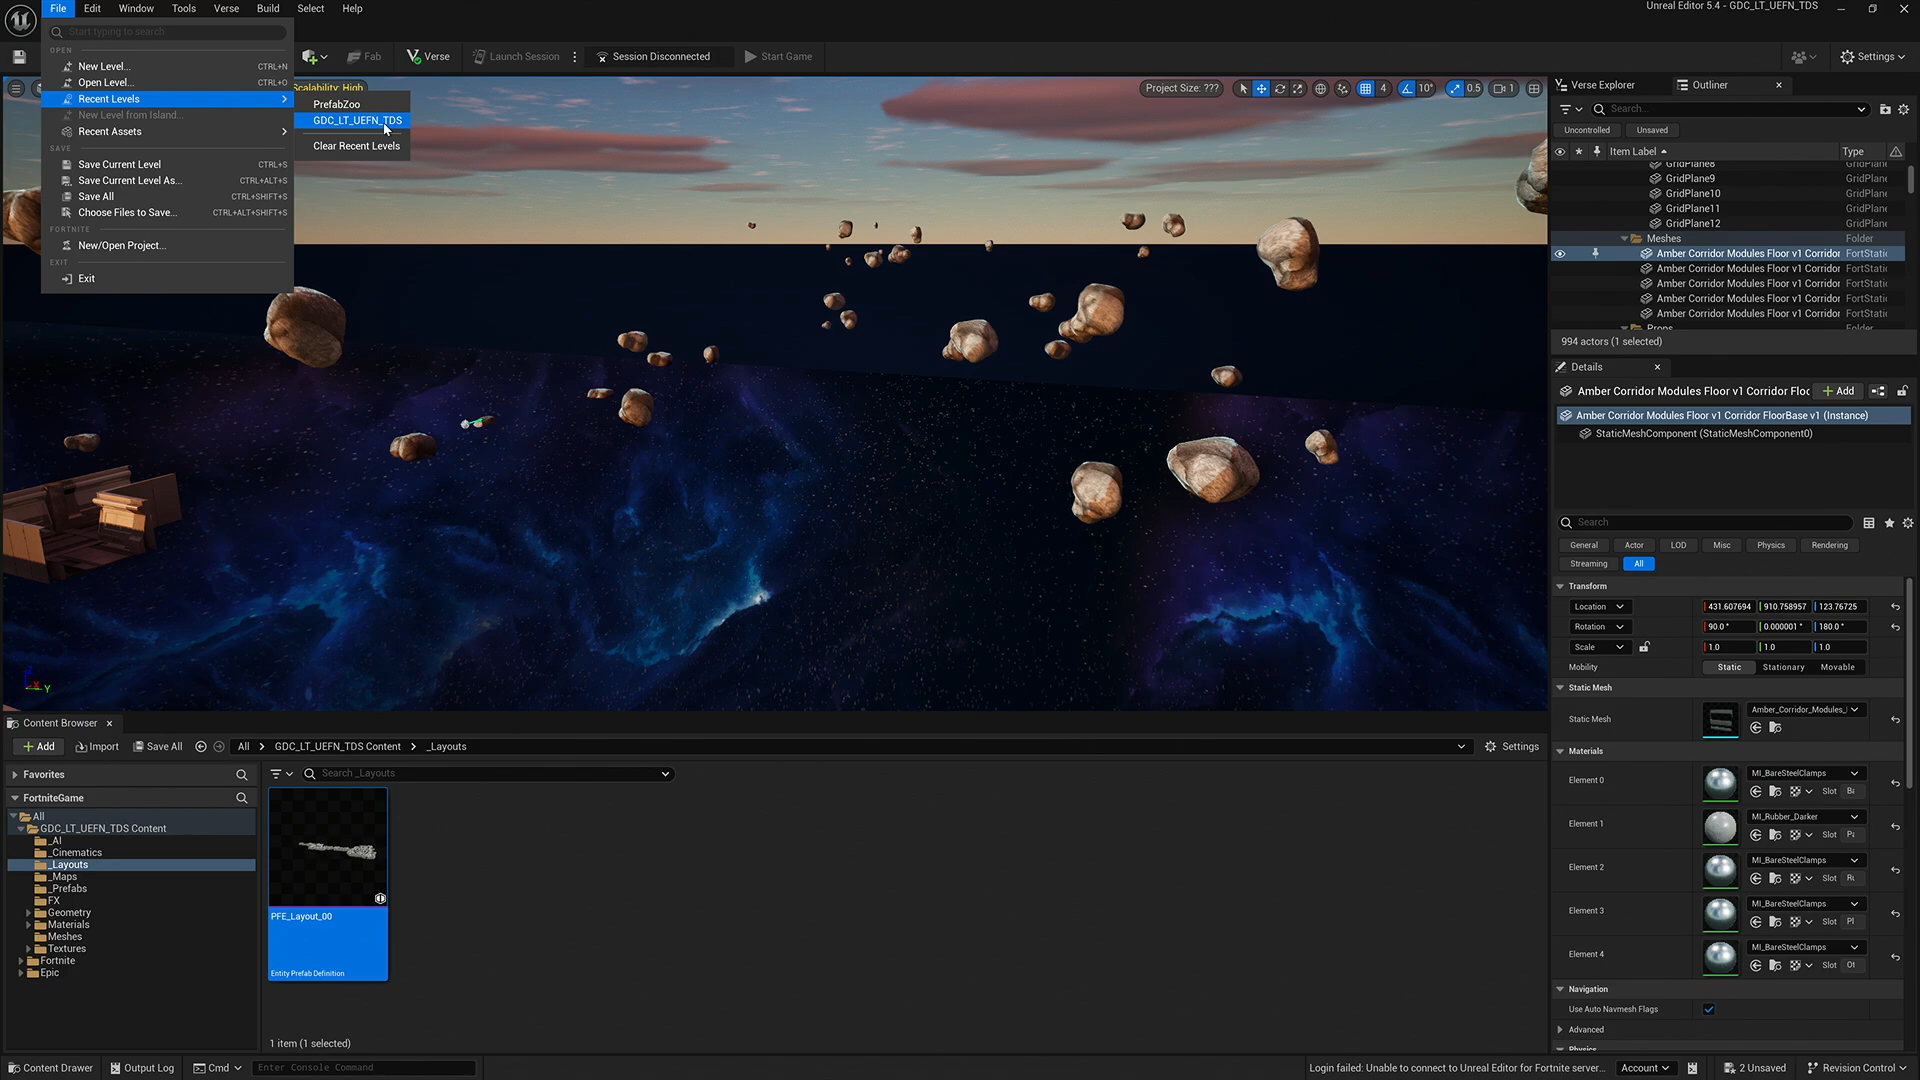 File
Edit
Window
Tools
Verse
Build
Select
Help
Unreal Editor 5.4 - GDC_LT_UEFN_TDS
Start typing to search
OPEN
New Level... CTRL+N
Open Level... CTRL+O
Recent Levels
New Level from Island...
Recent Assets
SAVE
Save Current Level CTRL+S
Save Current Level As... CTRL+ALT+S
Save All CTRL+SHIFT+S
Choose Files to Save... CTRL+ALT+SHIFT+S
FORTNITE
New/Open Project...
EXIT
Exit
PrefabZoo
GDC_LT_UEFN_TDS
Clear Recent Levels
Fab
Verse
Launch Session
Session Disconnected
Start Game
Settings
Scalability: High
Project Size: ???
4
10°
0.5
1
Verse Explorer
Outliner
Search...
Uncontrolled
Unsaved
Item Label
Type
GridPlane8 GridPlane
GridPlane9 GridPlane
GridPlane10 GridPlane
GridPlane11 GridPlane
GridPlane12 GridPlane
Meshes Folder
Amber Corridor Modules Floor v1 Corridor FortStatic
Amber Corridor Modules Floor v1 Corridor FortStatic
Amber Corridor Modules Floor v1 Corridor FortStatic
Amber Corridor Modules Floor v1 Corridor FortStatic
Amber Corridor Modules Floor v1 Corridor FortStatic
Props Folder
994 actors (1 selected)
Details
Amber Corridor Modules Floor v1 Corridor Floo
Add
Amber Corridor Modules Floor v1 Corridor FloorBase v1 (Instance)
StaticMeshComponent (StaticMeshComponent0)
Search
General
Actor
LOD
Misc
Physics
Rendering
Streaming
All
Transform
Location 431.607694 910.758957 123.76725
Rotation 90.0° 0.000001° 180.0°
Scale 1.0 1.0 1.0
Mobility Static Stationary Movable
Static Mesh
Static Mesh Amber_Corridor_Modules_
Materials
Element 0 MI_BareSteelClamps
Slot Ba
Element 1 MI_Rubber_Darker
Slot Pa
Element 2 MI_BareSteelClamps
Slot Ru
Element 3 MI_BareSteelClamps
Slot Pl
Element 4 MI_BareSteelClamps
Slot Ot
Navigation
Use Auto Navmesh Flags
Advanced
Physics
X
Y
Content Browser
Add
Import
Save All
All
GDC_LT_UEFN_TDS Content
_Layouts
Settings
Favorites
FortniteGame
All
GDC_LT_UEFN_TDS Content
_AI
_Cinematics
_Layouts
_Maps
_Prefabs
FX
Geometry
Materials
Meshes
Textures
Fortnite
Epic
Search _Layouts
PFE_Layout_00
Entity Prefab Definition
1 item (1 selected)
Content Drawer
Output Log
Cmd
Enter Console Command
Login failed: Unable to connect to Unreal Editor for Fortnite server...
Account
2 Unsaved
Revision Control